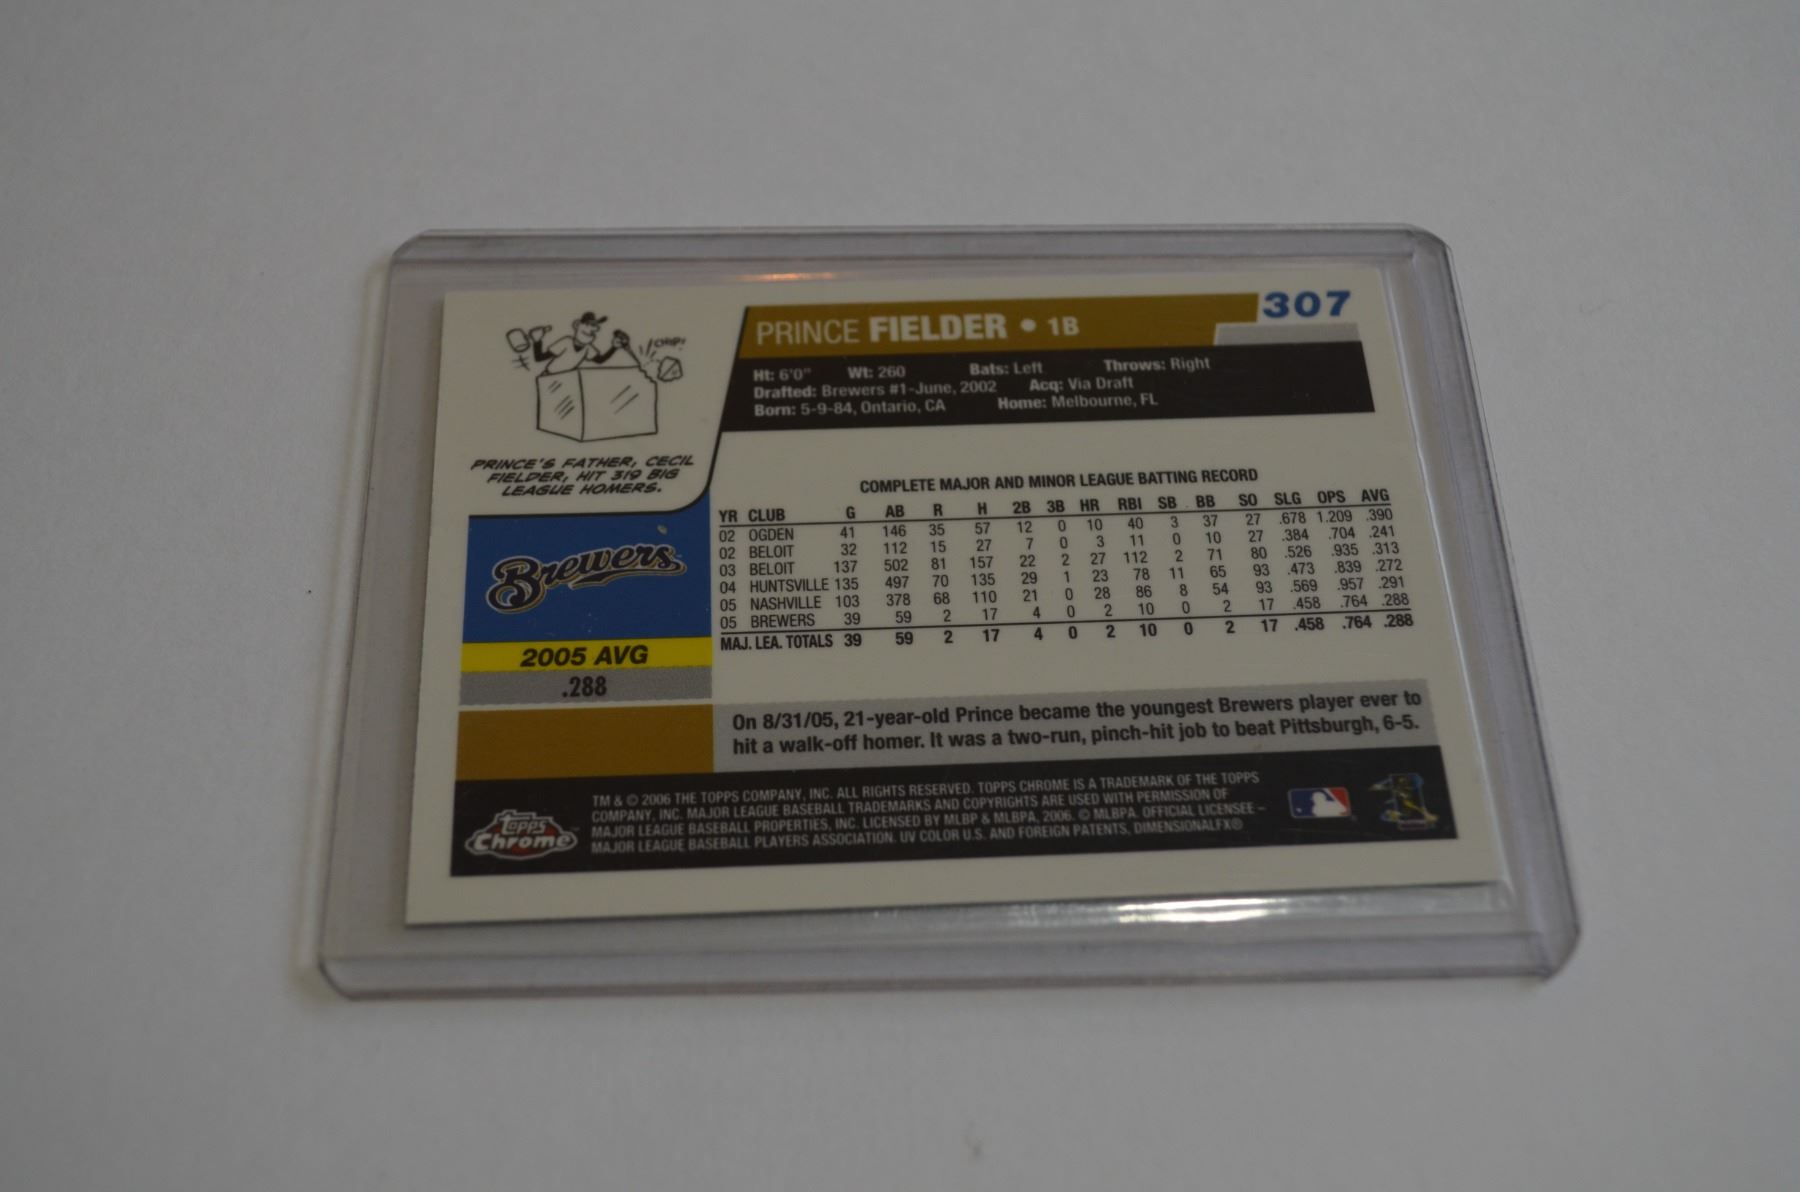 307
PRINCE FIELDER • 1B
Ht: 6'0" Wt: 260 Bats: Left Throws: Right
Drafted: Brewers #1-June, 2002 Acq: Via Draft
Born: 5-9-84, Ontario, CA Home: Melbourne, FL
CHIP!
PRINCE'S FATHER, CECIL
FIELDER, HIT 319 BIG
LEAGUE HOMERS.
Brewers
2005 AVG
.288
COMPLETE MAJOR AND MINOR LEAGUE BATTING RECORD
YR CLUB G AB R H 2B 3B HR RBI SB BB SO SLG OPS AVG
02 OGDEN 41 146 35 57 12 0 10 40 3 37 27 .678 1.209 .390
02 BELOIT 32 112 15 27 7 0 3 11 0 10 27 .384 .704 .241
03 BELOIT 137 502 81 157 22 2 27 112 2 71 80 .526 .935 .313
04 HUNTSVILLE 135 497 70 135 29 1 23 78 11 65 93 .473 .839 .272
05 NASHVILLE 103 378 68 110 21 0 28 86 8 54 93 .569 .957 .291
05 BREWERS 39 59 2 17 4 0 2 10 0 2 17 .458 .764 .288
MAJ. LEA. TOTALS 39 59 2 17 4 0 2 10 0 2 17 .458 .764 .288
On 8/31/05, 21-year-old Prince became the youngest Brewers player ever to
hit a walk-off homer. It was a two-run, pinch-hit job to beat Pittsburgh, 6-5.
Topps
Chrome™
TM & © 2006 THE TOPPS COMPANY, INC. ALL RIGHTS RESERVED. TOPPS CHROME IS A TRADEMARK OF THE TOPPS
COMPANY, INC. MAJOR LEAGUE BASEBALL TRADEMARKS AND COPYRIGHTS ARE USED WITH PERMISSION OF
MAJOR LEAGUE BASEBALL PROPERTIES, INC. LICENSED BY MLBP & MLBPA, 2006. © MLBPA. OFFICIAL LICENSEE –
MAJOR LEAGUE BASEBALL PLAYERS ASSOCIATION. UV COLOR U.S. AND FOREIGN PATENTS, DIMENSIONALFX®